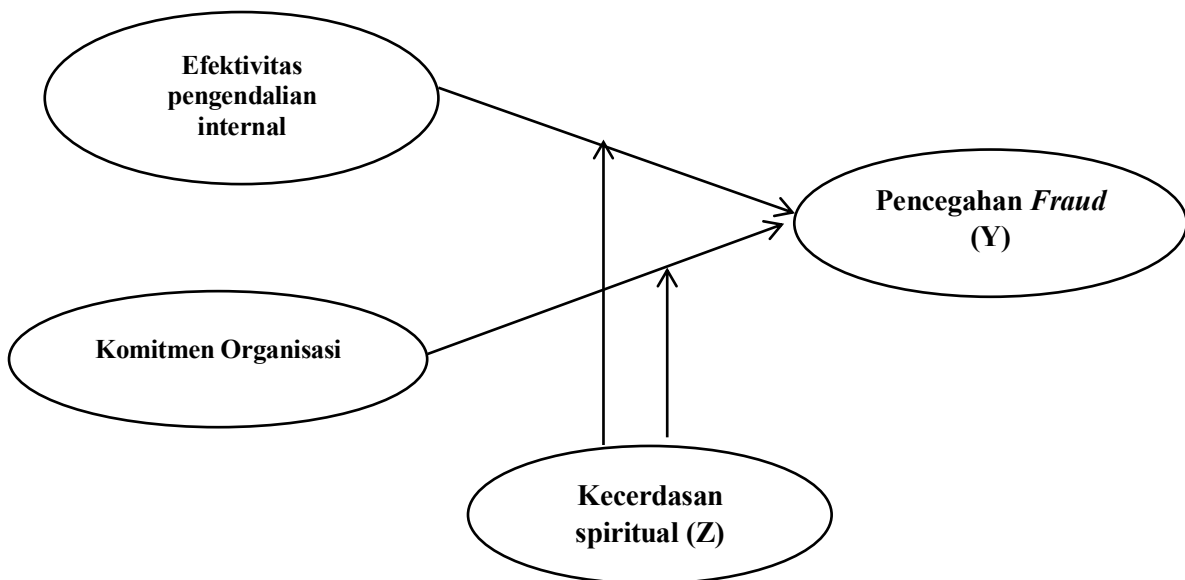 Efektivitas
pengendalian
internal
Pencegahan Fraud
(Y)
Komitmen Organisasi
Kecerdasan
spiritual (Z)